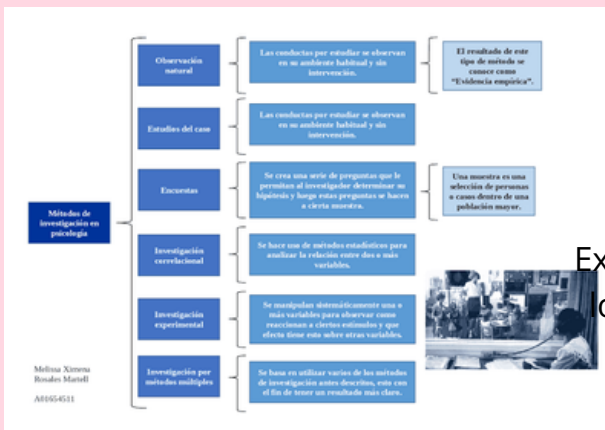 Observación
natural
Las conductas por estudiar se observan
en su ambiente habitual y sin
intervención.
El resultado de este
tipo de método se
conoce como
“Evidencia empírica”.
Estudios del caso
Las conductas por estudiar se observan
en su ambiente habitual y sin
intervención.
Encuestas
Se crea una serie de preguntas que le
permitan al investigador determinar su
hipótesis y luego estas preguntas se hacen
a cierta muestra.
Una muestra es una
selección de personas
o casos dentro de una
población mayor.
Métodos de
investigación en
psicología
Investigación
correlacional
Se hace uso de métodos estadísticos para
analizar la relación entre dos o más
variables.
Investigación
experimental
Se manipulan sistemáticamente una o
más variables para observar como
reaccionan a ciertos estímulos y que
efecto tiene esto sobre otras variables.
Investigación por
métodos múltiples
Se basa en utilizar varios de los métodos
de investigación antes descritos, esto con
el fin de tener un resultado más claro.
Ex
lo
Melissa Ximena
Rosales Martell
A01654511